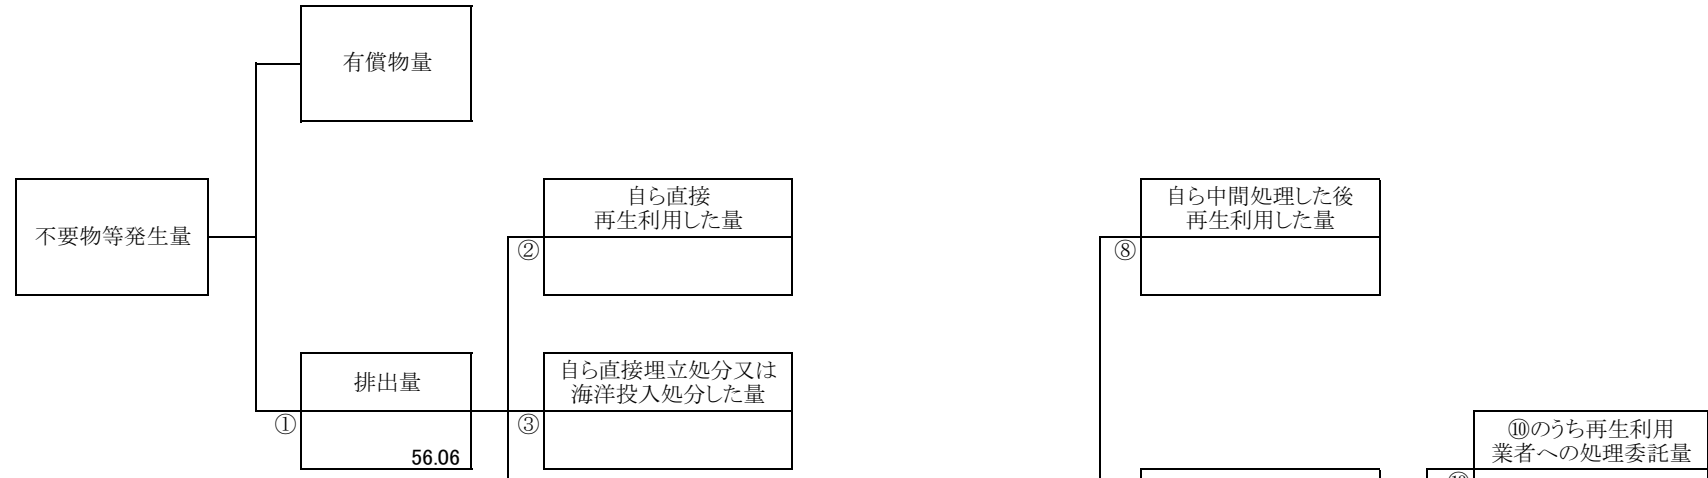 有償物量
不要物等発生量
自ら直接
再生利用した量
②
自ら中間処理した後
再生利用した量
⑧
排出量
①
56.06
自ら直接埋立処分又は
海洋投入処分した量
③
⑩のうち再生利用
業者への処理委託量